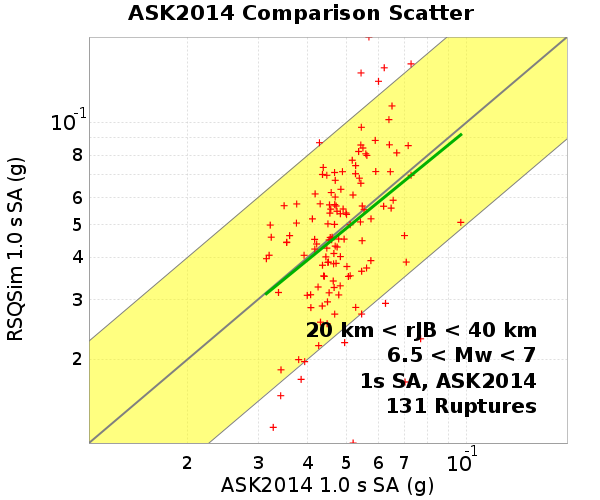 ASK2014 Comparison Scatter
RSQSim 1.0 s SA (g)
10-1
8
6
5
4
3
2
20 km < rJB < 40 km
6.5 < Mw < 7
1s SA, ASK2014
131 Ruptures
2 3 4 5 6 7 10-1
ASK2014 1.0 s SA (g)